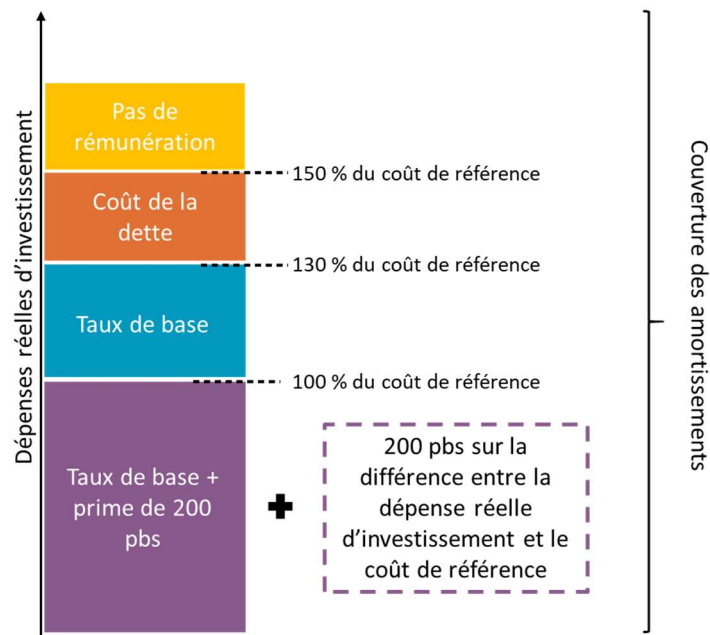 Dépenses réelles d'investissement
Pas de
rémunération
150 % du coût de référence
Coût de la
dette
130 % du coût de référence
Taux de base
100 % du coût de référence
Taux de base +
prime de 200
pbs
+
200 pbs sur la
différence entre la
dépense réelle
d'investissement et le
coût de référence
Couverture des amortissements